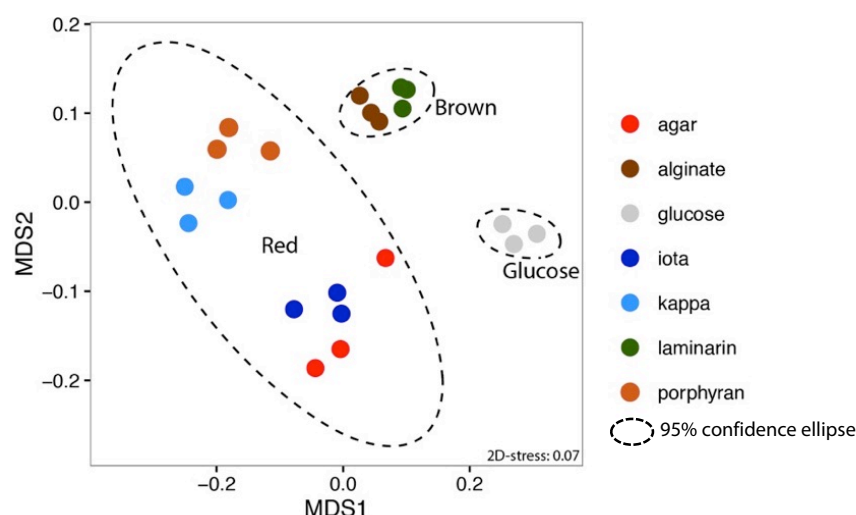 0.2
0.1
0.0
−0.1
−0.2
MDS2
Brown
Red
Glucose
2D-stress: 0.07
−0.2
0.0
0.2
MDS1
agar
alginate
glucose
iota
kappa
laminarin
porphyran
95% confidence ellipse